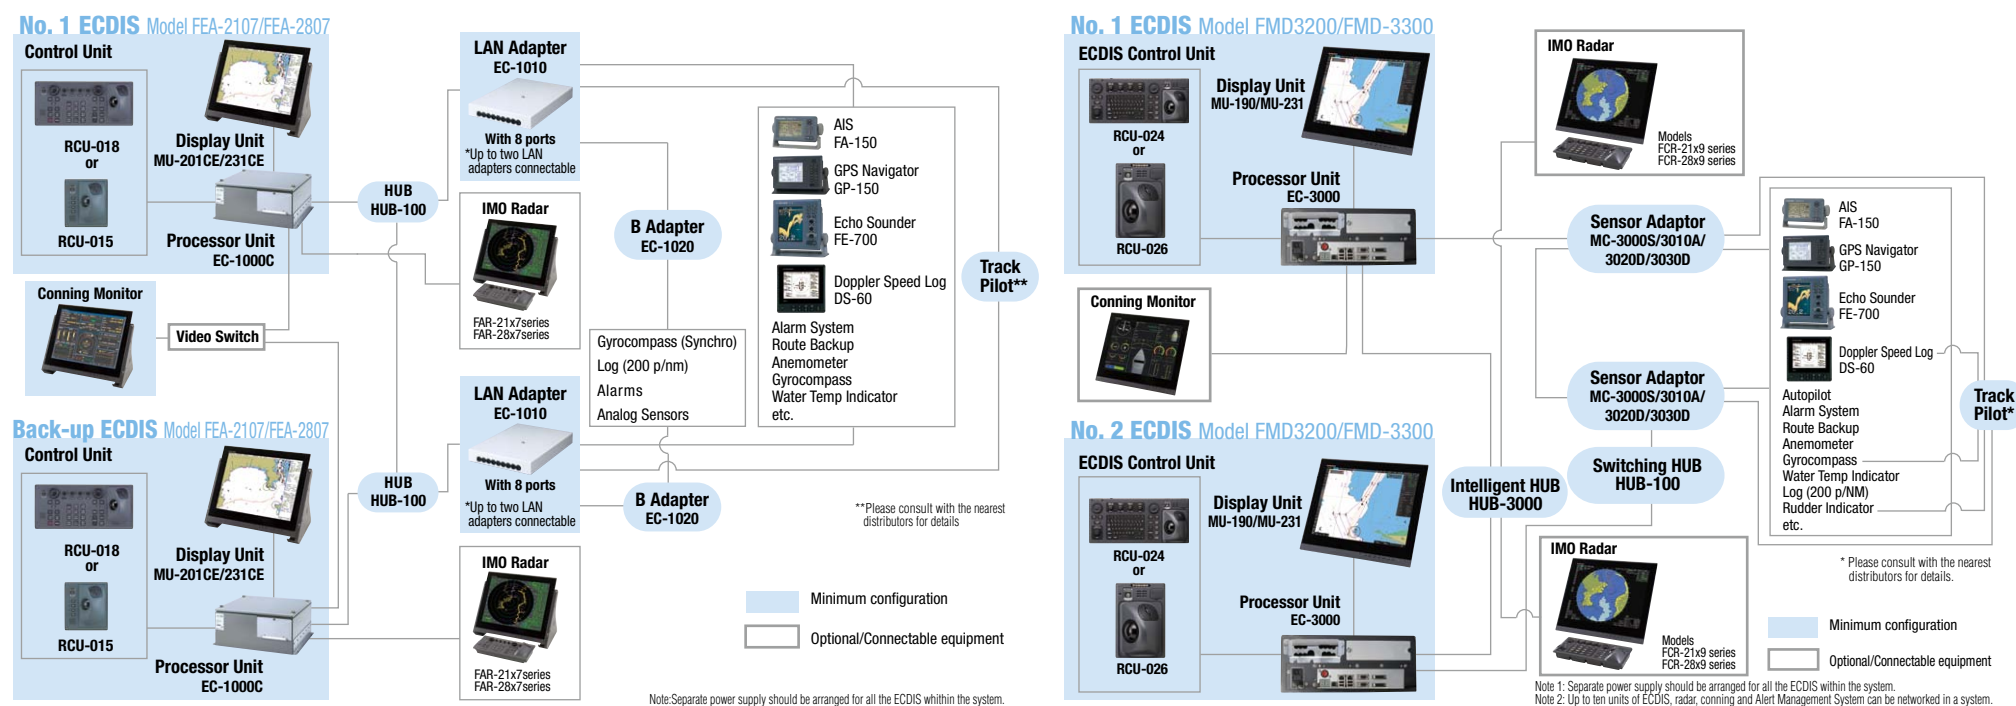 No. 1 ECDIS Model FEA-2107/FEA-2807
Control Unit
RCU-018
or
RCU-015
Display Unit
MU-201CE/231CE
Processor Unit
EC-1000C
Conning Monitor
Video Switch
Back-up ECDIS Model FEA-2107/FEA-2807
Control Unit
RCU-018
or
RCU-015
Display Unit
MU-201CE/231CE
Processor Unit
EC-1000C
HUB
HUB-100
HUB
HUB-100
LAN Adapter
EC-1010
With 8 ports
*Up to two LAN
adapters connectable
IMO Radar
FAR-21x7series
FAR-28x7series
LAN Adapter
EC-1010
With 8 ports
*Up to two LAN
adapters connectable
IMO Radar
FAR-21x7series
FAR-28x7series
B Adapter
EC-1020
Gyrocompass (Synchro)
Log (200 p/nm)
Alarms
Analog Sensors
B Adapter
EC-1020
AIS
FA-150
GPS Navigator
GP-150
Echo Sounder
FE-700
Doppler Speed Log
DS-60
Alarm System
Route Backup
Anemometer
Gyrocompass
Water Temp Indicator
etc.
Track
Pilot**
**Please consult with the nearest
distributors for details
Minimum configuration
Optional/Connectable equipment
Note:Separate power supply should be arranged for all the ECDIS whithin the system.
No. 1 ECDIS Model FMD3200/FMD-3300
ECDIS Control Unit
RCU-024
or
RCU-026
Display Unit
MU-190/MU-231
Processor Unit
EC-3000
Conning Monitor
No. 2 ECDIS Model FMD3200/FMD-3300
ECDIS Control Unit
RCU-024
or
RCU-026
Display Unit
MU-190/MU-231
Processor Unit
EC-3000
IMO Radar
Models
FCR-21x9 series
FCR-28x9 series
Sensor Adaptor
MC-3000S/3010A/
3020D/3030D
Sensor Adaptor
MC-3000S/3010A/
3020D/3030D
Switching HUB
HUB-100
Intelligent HUB
HUB-3000
IMO Radar
Models
FCR-21x9 series
FCR-28x9 series
AIS
FA-150
GPS Navigator
GP-150
Echo Sounder
FE-700
Doppler Speed Log
DS-60
Autopilot
Alarm System
Route Backup
Anemometer
Gyrocompass
Water Temp Indicator
Log (200 p/NM)
Rudder Indicator
etc.
Track
Pilot*
* Please consult with the nearest
distributors for details.
Minimum configuration
Optional/Connectable equipment
Note 1: Separate power supply should be arranged for all the ECDIS within the system.
Note 2: Up to ten units of ECDIS, radar, conning and Alert Management System can be networked in a system.